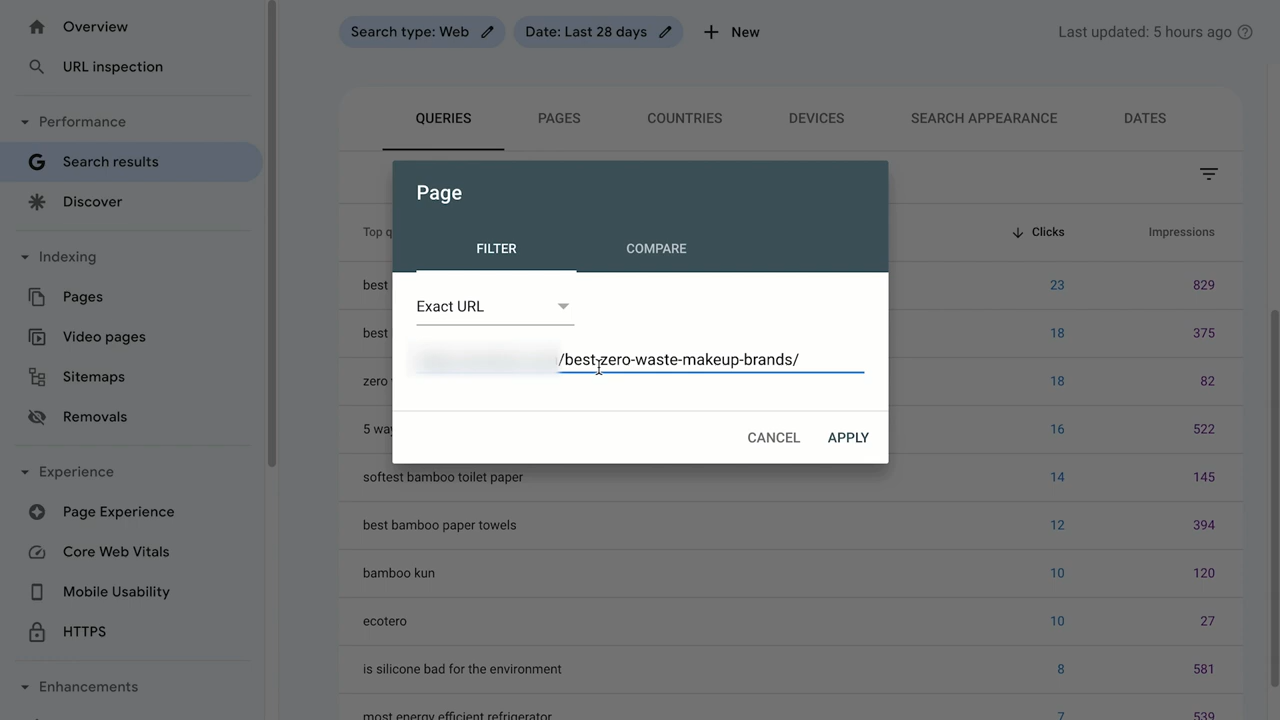 Overview
URL inspection
Performance
Search results
Discover
Indexing
Pages
Video pages
Sitemaps
Removals
Experience
Page Experience
Core Web Vitals
Mobile Usability
HTTPS
Enhancements
Search type: Web
Date: Last 28 days
New
Last updated: 5 hours ago
QUERIES PAGES COUNTRIES DEVICES SEARCH APPEARANCE DATES
Top q Clicks Impressions
best 23 829
best 18 375
zero 18 82
5 way 16 522
softest bamboo toilet paper 14 145
best bamboo paper towels 12 394
bamboo kun 10 120
ecotero 10 27
is silicone bad for the environment 8 581
most energy efficient refrigerator 7 539
Page
FILTER COMPARE
Exact URL
/best-zero-waste-makeup-brands/
CANCEL APPLY